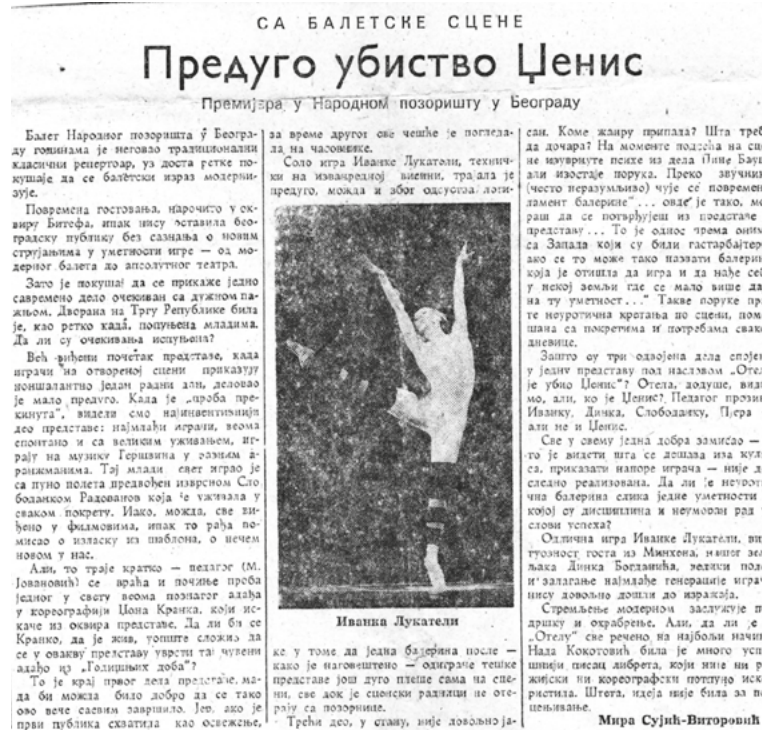 СА БАЛЕТСКЕ СЦЕНЕ
Предуго убиство Џенис
Премијера у Народном позоришту у Београду
Балет Народног позоришта у Београ-
ду годинама је неговао традиционални
класични репертоар, уз доста ретке по-
кушаје да се балетски израз модерни-
зује.
Повремена гостовања, нарочито у ок-
виру Битефа, ипак нису оставила бео-
градску публику без сазнања о новим
струјањима у уметности игре — од мо-
дерног балета до апсолутног театра.
Зато је покушај да се прикаже једно
савремено дело очекиван са дужном па-
жњом. Дворана на Тргу Републике била
је, као ретко када, попуњена младима.
Да ли су очекивања испуњена?
Већ виђени почетак представе, када
играчи на отвореној сцени приказују
ноншалантно један радни дан, деловао
је мало предуго. Када је „проба пре-
кинута", видели смо најинвентивнији
део представе: најмлађи играчи, веома
спонтано и са великим уживањем, иг-
рају на музику Гершвина у разним а-
ранжманима. Тај млади свет играо је
са пуно полета предвођен изврсном Сло
боданком Радованов која је уживала у
сваком покрету. Иако, можда, све ви-
ђено у филмовима, ипак то рађа по-
мисао о изласку из шаблона, о нечем
новом у нас.
Али, то траје кратко — педагог (М.
Јовановић) се враћа и почиње проба
једног у свету веома познатог адађа
у кореографији Џона Кранка, који ис-
каче из оквира представе. Да ли би се
Кранко, да је жив, уопште сложио да
се у овакву представу уврсти тај чувени
адађо из „Годишњих доба"?
То је крај првог дела представе, ма-
да би можда било добро да се тако
ово вече сасвим завршило. Јер, ако је
први публика схватила као освежење,
за време другог све чешће је погледа-
ла на часовнике.
Соло игра Иванке Лукатели, технич-
ки на изванредној висини, трајала је
предуго, можда и због одсуства логи-
Иванка Лукатели
ке у томе да једна балерина после —
како је наговештено — одиграче тешке
представе још дуго плеше сама на сце-
ни, све док је сценски радници не оте-
рају са позорнице.
Трећи део, у стану, није довољно ја-
сан. Коме жанру припада? Шта треб
да дочара? На моменте подсећа на сц
не изуврнуте психе из дела Пине Бауш
али изостаје порука. Преко звучник
(често неразумљиво) чује се повремен
„ламент балерине"... овде је тако, мо
раш да се потврђујеш из представе
представу... То је однос према оним
са Запада који су били гастарбајтер
ако се то може тако назвати балерин
која је отишла да игра и да нађе себ
у некој земљи где се мало више да
на ту уметност..." Такве поруке пра
те неуротична кретања по сцени, пом
шана са покретима и потребама свако
дневице.
Зашто су три одвојена дела спојен
у једну представу под насловом „Отел
је убио Џенис"? Отела, додуше, види
мо, али, ко је Џенис? Педагог прозив
Иванку, Динка, Слободанку, Пјера
али не и Џенис.
Све у свему једна добра замисао —
то је видети шта се дешава иза кули
са, приказати напоре играча — није д
следно реализована. Да ли је неурот
чна балерина слика једне уметности
којој су дисциплина и неуморан рад
слови успеха?
Одлична игра Иванке Лукатели, вир
туозност госта из Минхена, нашег зем
љака Динка Богданића, велики пол
и залагање најмлађе генерације играч
нису довољно дошли до изражаја.
Стремљење модерном заслужује п
дршку и охрабрење. Али, да ли је
„Отелу" све речено на најбољи начин
Нада Кокотовић била је много усп
шнији писац либрета, који није ни р
жијски ни кореографски потпуно иск
ристила. Штета, идеја није била за п
цењивање.
Мира Сујић-Виторовић